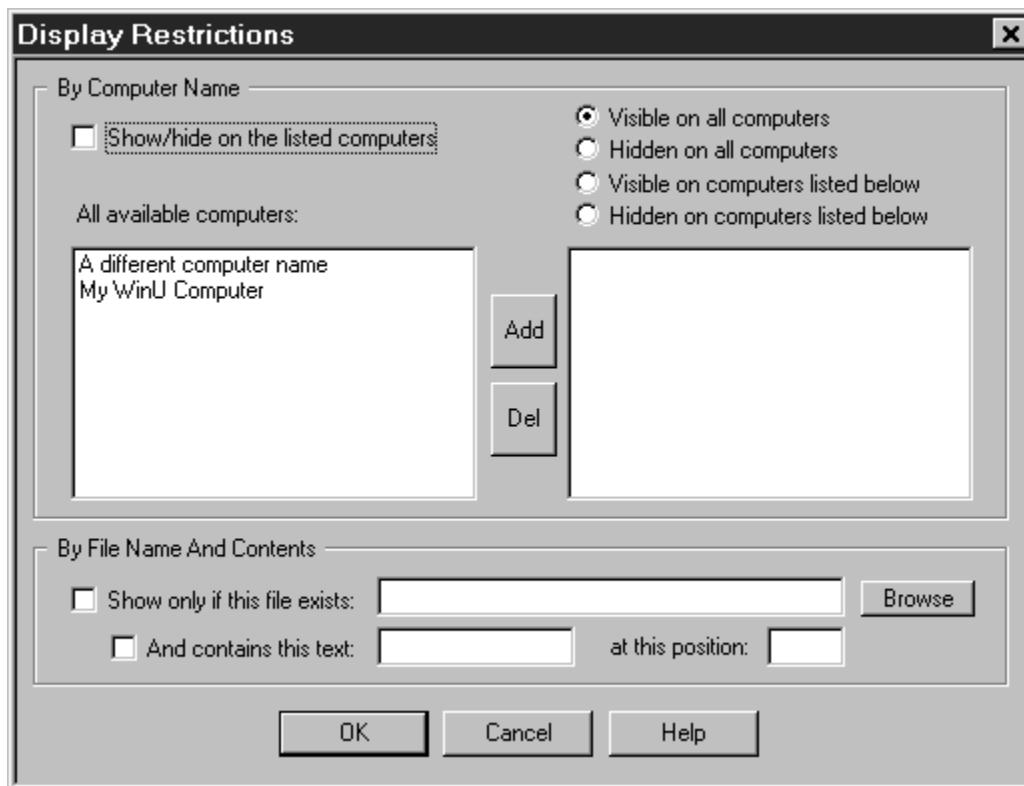 Display Restrictions
By Computer Name
Show/hide on the listed computers
Visible on all computers
Hidden on all computers
Visible on computers listed below
Hidden on computers listed below
All available computers:
A different computer name
My WinU Computer
Add
Del
By File Name And Contents
Show only if this file exists:
Browse
And contains this text:
at this position:
OK
Cancel
Help